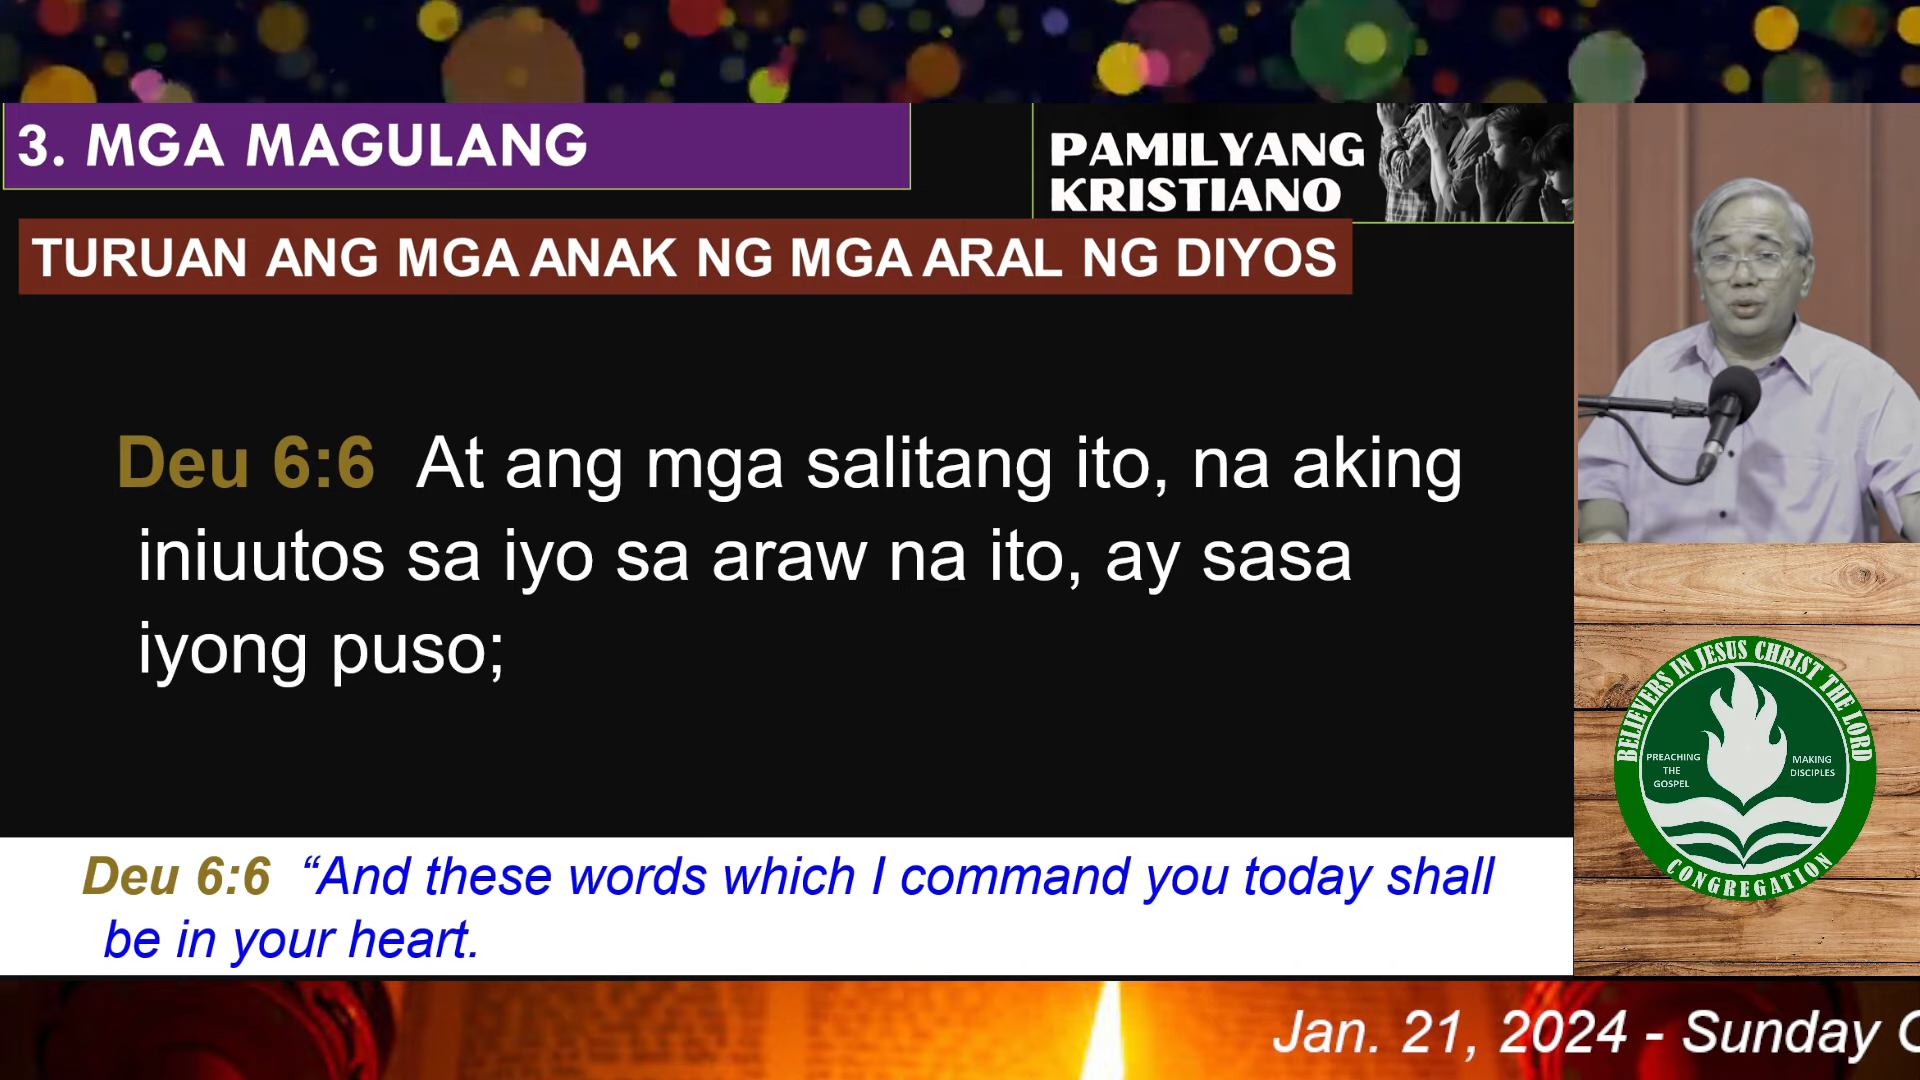 3. MGA MAGULANG
PAMILYANG
KRISTIANO
TURUAN ANG MGA ANAK NG MGA ARAL NG DIYOS
Deu 6:6 At ang mga salitang ito, na aking
iniuutos sa iyo sa araw na ito, ay sasa
iyong puso;
Deu 6:6 “And these words which I command you today shall
be in your heart.
BELIEVERS IN JESUS CHRIST THE LORD
PREACHING
THE
GOSPEL
MAKING
DISCIPLES
CONGREGATION
Jan. 21, 2024 - Sunday